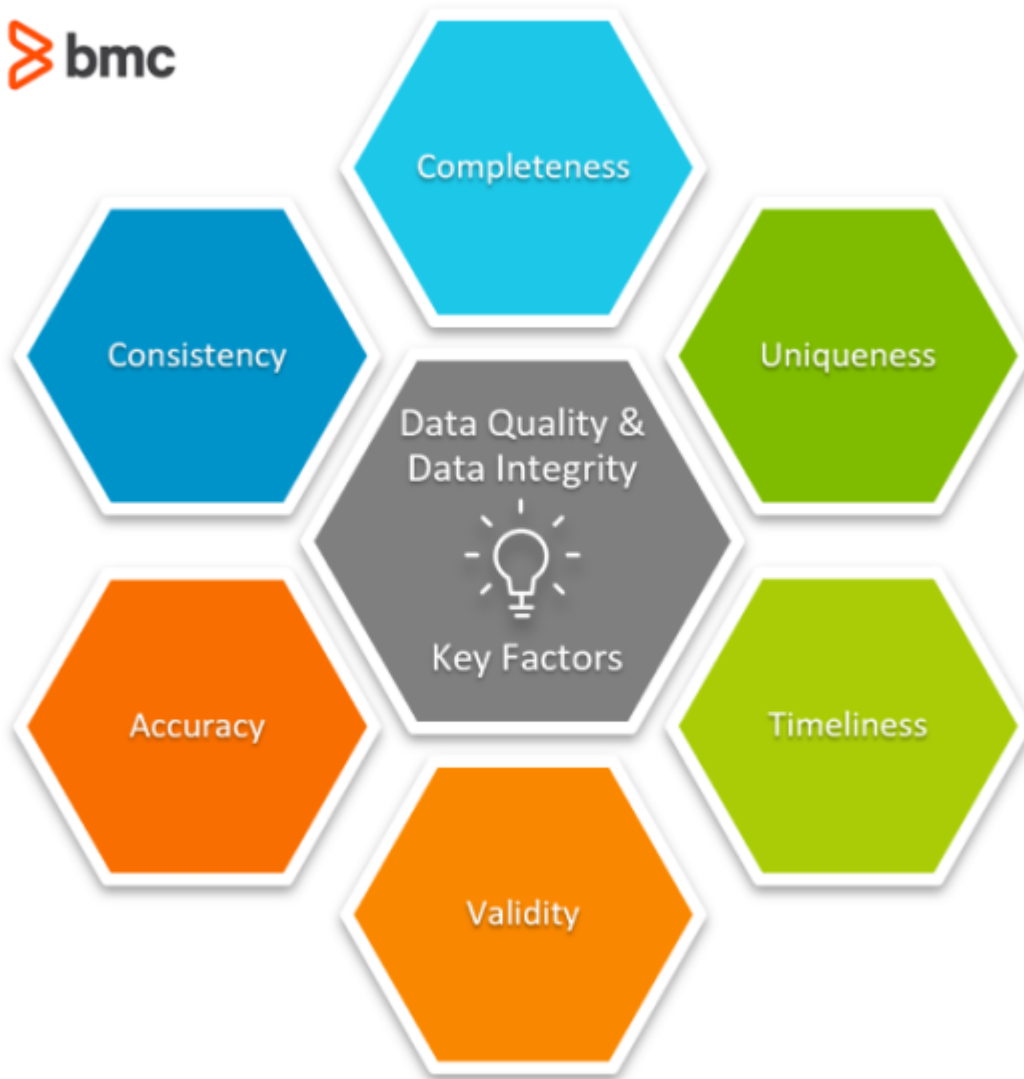 bmc
Completeness
Consistency
Uniqueness
Data Quality &
Data Integrity
Key Factors
Accuracy
Timeliness
Validity